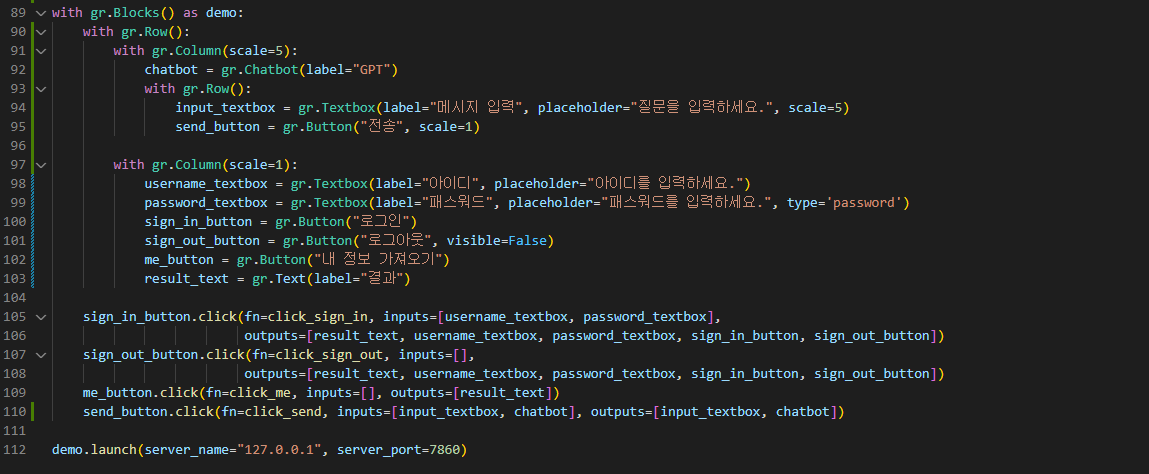 89 with gr.Blocks() as demo:
90     with gr.Row():
91         with gr.Column(scale=5):
92             chatbot = gr.Chatbot(label="GPT")
93             with gr.Row():
94                 input_textbox = gr.Textbox(label="메시지 입력", placeholder="질문을 입력하세요.", scale=5)
95                 send_button = gr.Button("전송", scale=1)
96
97         with gr.Column(scale=1):
98             username_textbox = gr.Textbox(label="아이디", placeholder="아이디를 입력하세요.")
99             password_textbox = gr.Textbox(label="패스워드", placeholder="패스워드를 입력하세요.", type='password')
100             sign_in_button = gr.Button("로그인")
101             sign_out_button = gr.Button("로그아웃", visible=False)
102             me_button = gr.Button("내 정보 가져오기")
103             result_text = gr.Text(label="결과")
104
105     sign_in_button.click(fn=click_sign_in, inputs=[username_textbox, password_textbox],
106                          outputs=[result_text, username_textbox, password_textbox, sign_in_button, sign_out_button])
107     sign_out_button.click(fn=click_sign_out, inputs=[],
108                          outputs=[result_text, username_textbox, password_textbox, sign_in_button, sign_out_button])
109     me_button.click(fn=click_me, inputs=[], outputs=[result_text])
110     send_button.click(fn=click_send, inputs=[input_textbox, chatbot], outputs=[input_textbox, chatbot])
111
112 demo.launch(server_name="127.0.0.1", server_port=7860)